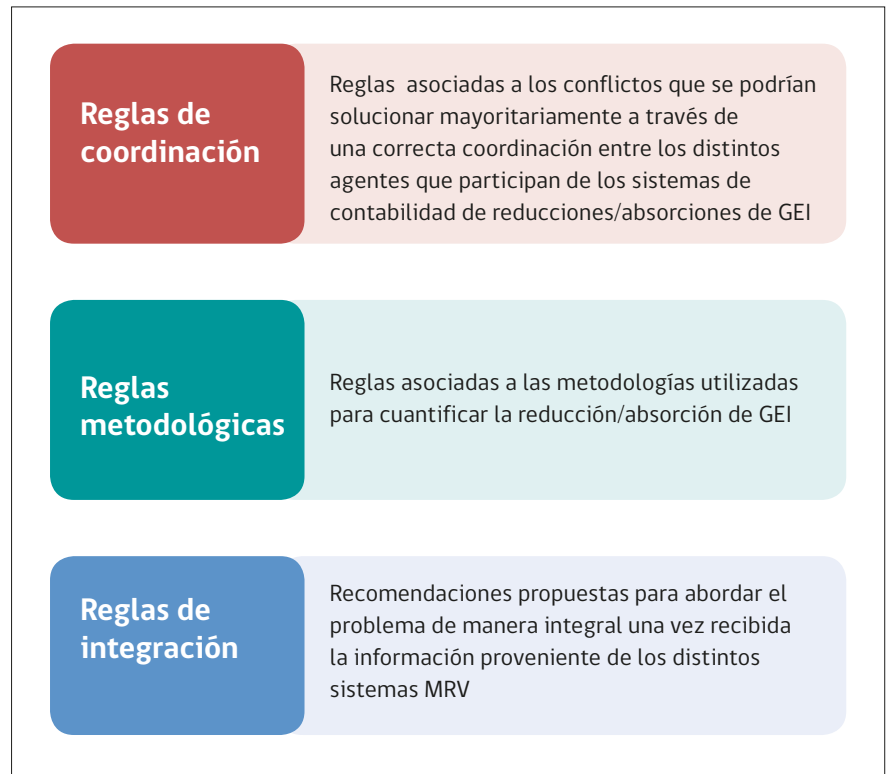 Reglas de
coordinación
Reglas asociadas a los conflictos que se podrían
solucionar mayoritariamente a través de
una correcta coordinación entre los distintos
agentes que participan de los sistemas de
contabilidad de reducciones/absorciones de GEI
Reglas
metodológicas
Reglas asociadas a las metodologías utilizadas
para cuantificar la reducción/absorción de GEI
Reglas de
integración
Recomendaciones propuestas para abordar el
problema de manera integral una vez recibida
la información proveniente de los distintos
sistemas MRV